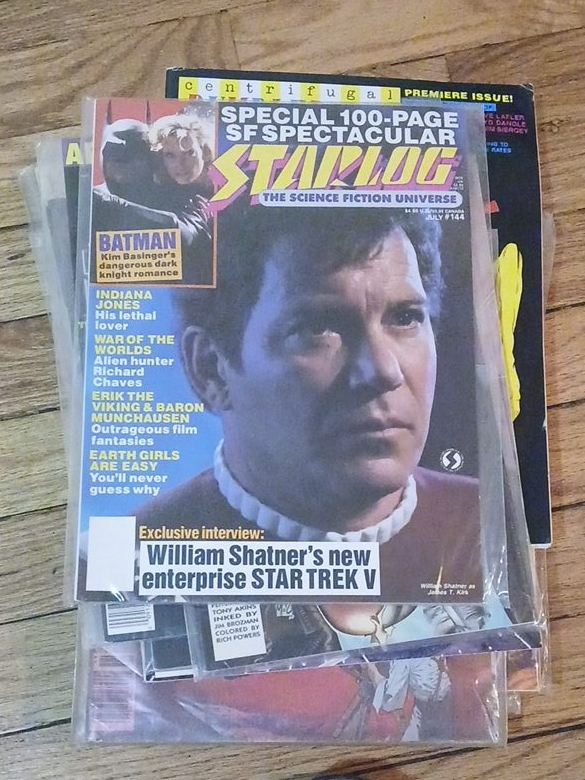 centrifugal
PREMIERE ISSUE!
SPECIAL 100-PAGE
SF SPECTACULAR
STARLOG
THE SCIENCE FICTION UNIVERSE
JULY #144
BATMAN
Kim Basinger's
dangerous dark
knight romance
INDIANA
JONES
His lethal
lover
WAR OF THE
WORLDS
Alien hunter
Richard
Chaves
ERIK THE
VIKING & BARON
MUNCHAUSEN
Outrageous film
fantasies
EARTH GIRLS
ARE EASY
You'll never
guess why
Exclusive interview:
William Shatner's new
enterprise STAR TREK V
William Shatner as
James T. Kirk
TONY AKINS
INKED BY
JIM BROZMAN
COLORED BY
RICH POWERS